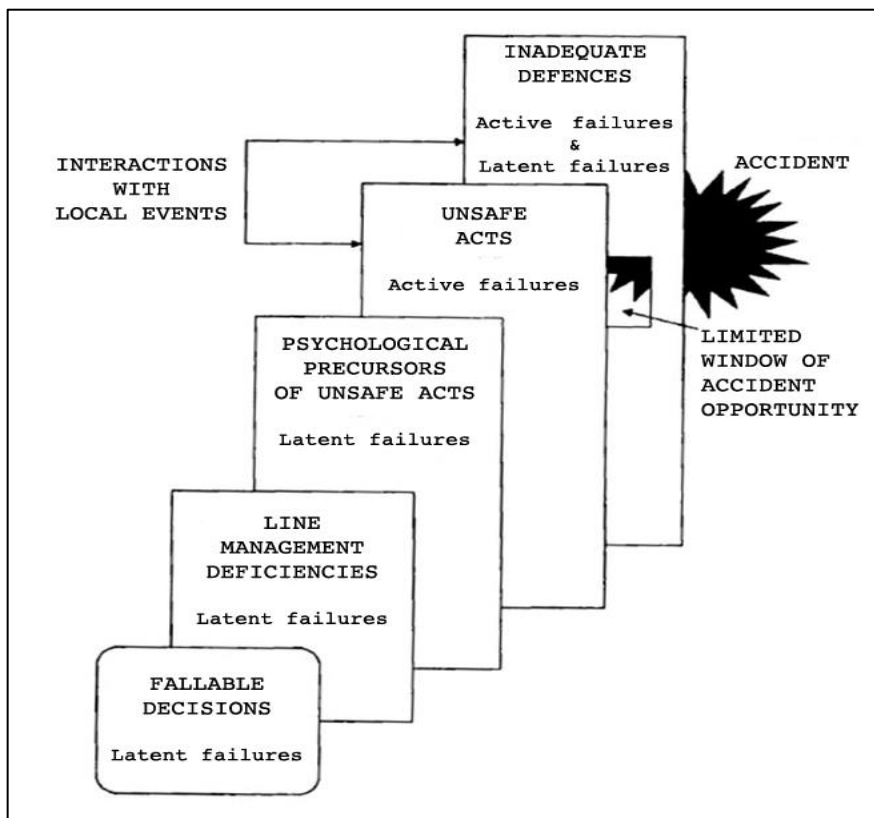 INADEQUATE
DEFENCES
Active failures
&
Latent failures
ACCIDENT
INTERACTIONS
WITH
LOCAL EVENTS
UNSAFE
ACTS
Active failures
LIMITED
WINDOW OF
ACCIDENT
OPPORTUNITY
PSYCHOLOGICAL
PRECURSORS
OF UNSAFE ACTS
Latent failures
LINE
MANAGEMENT
DEFICIENCIES
Latent failures
FALLABLE
DECISIONS
Latent failures